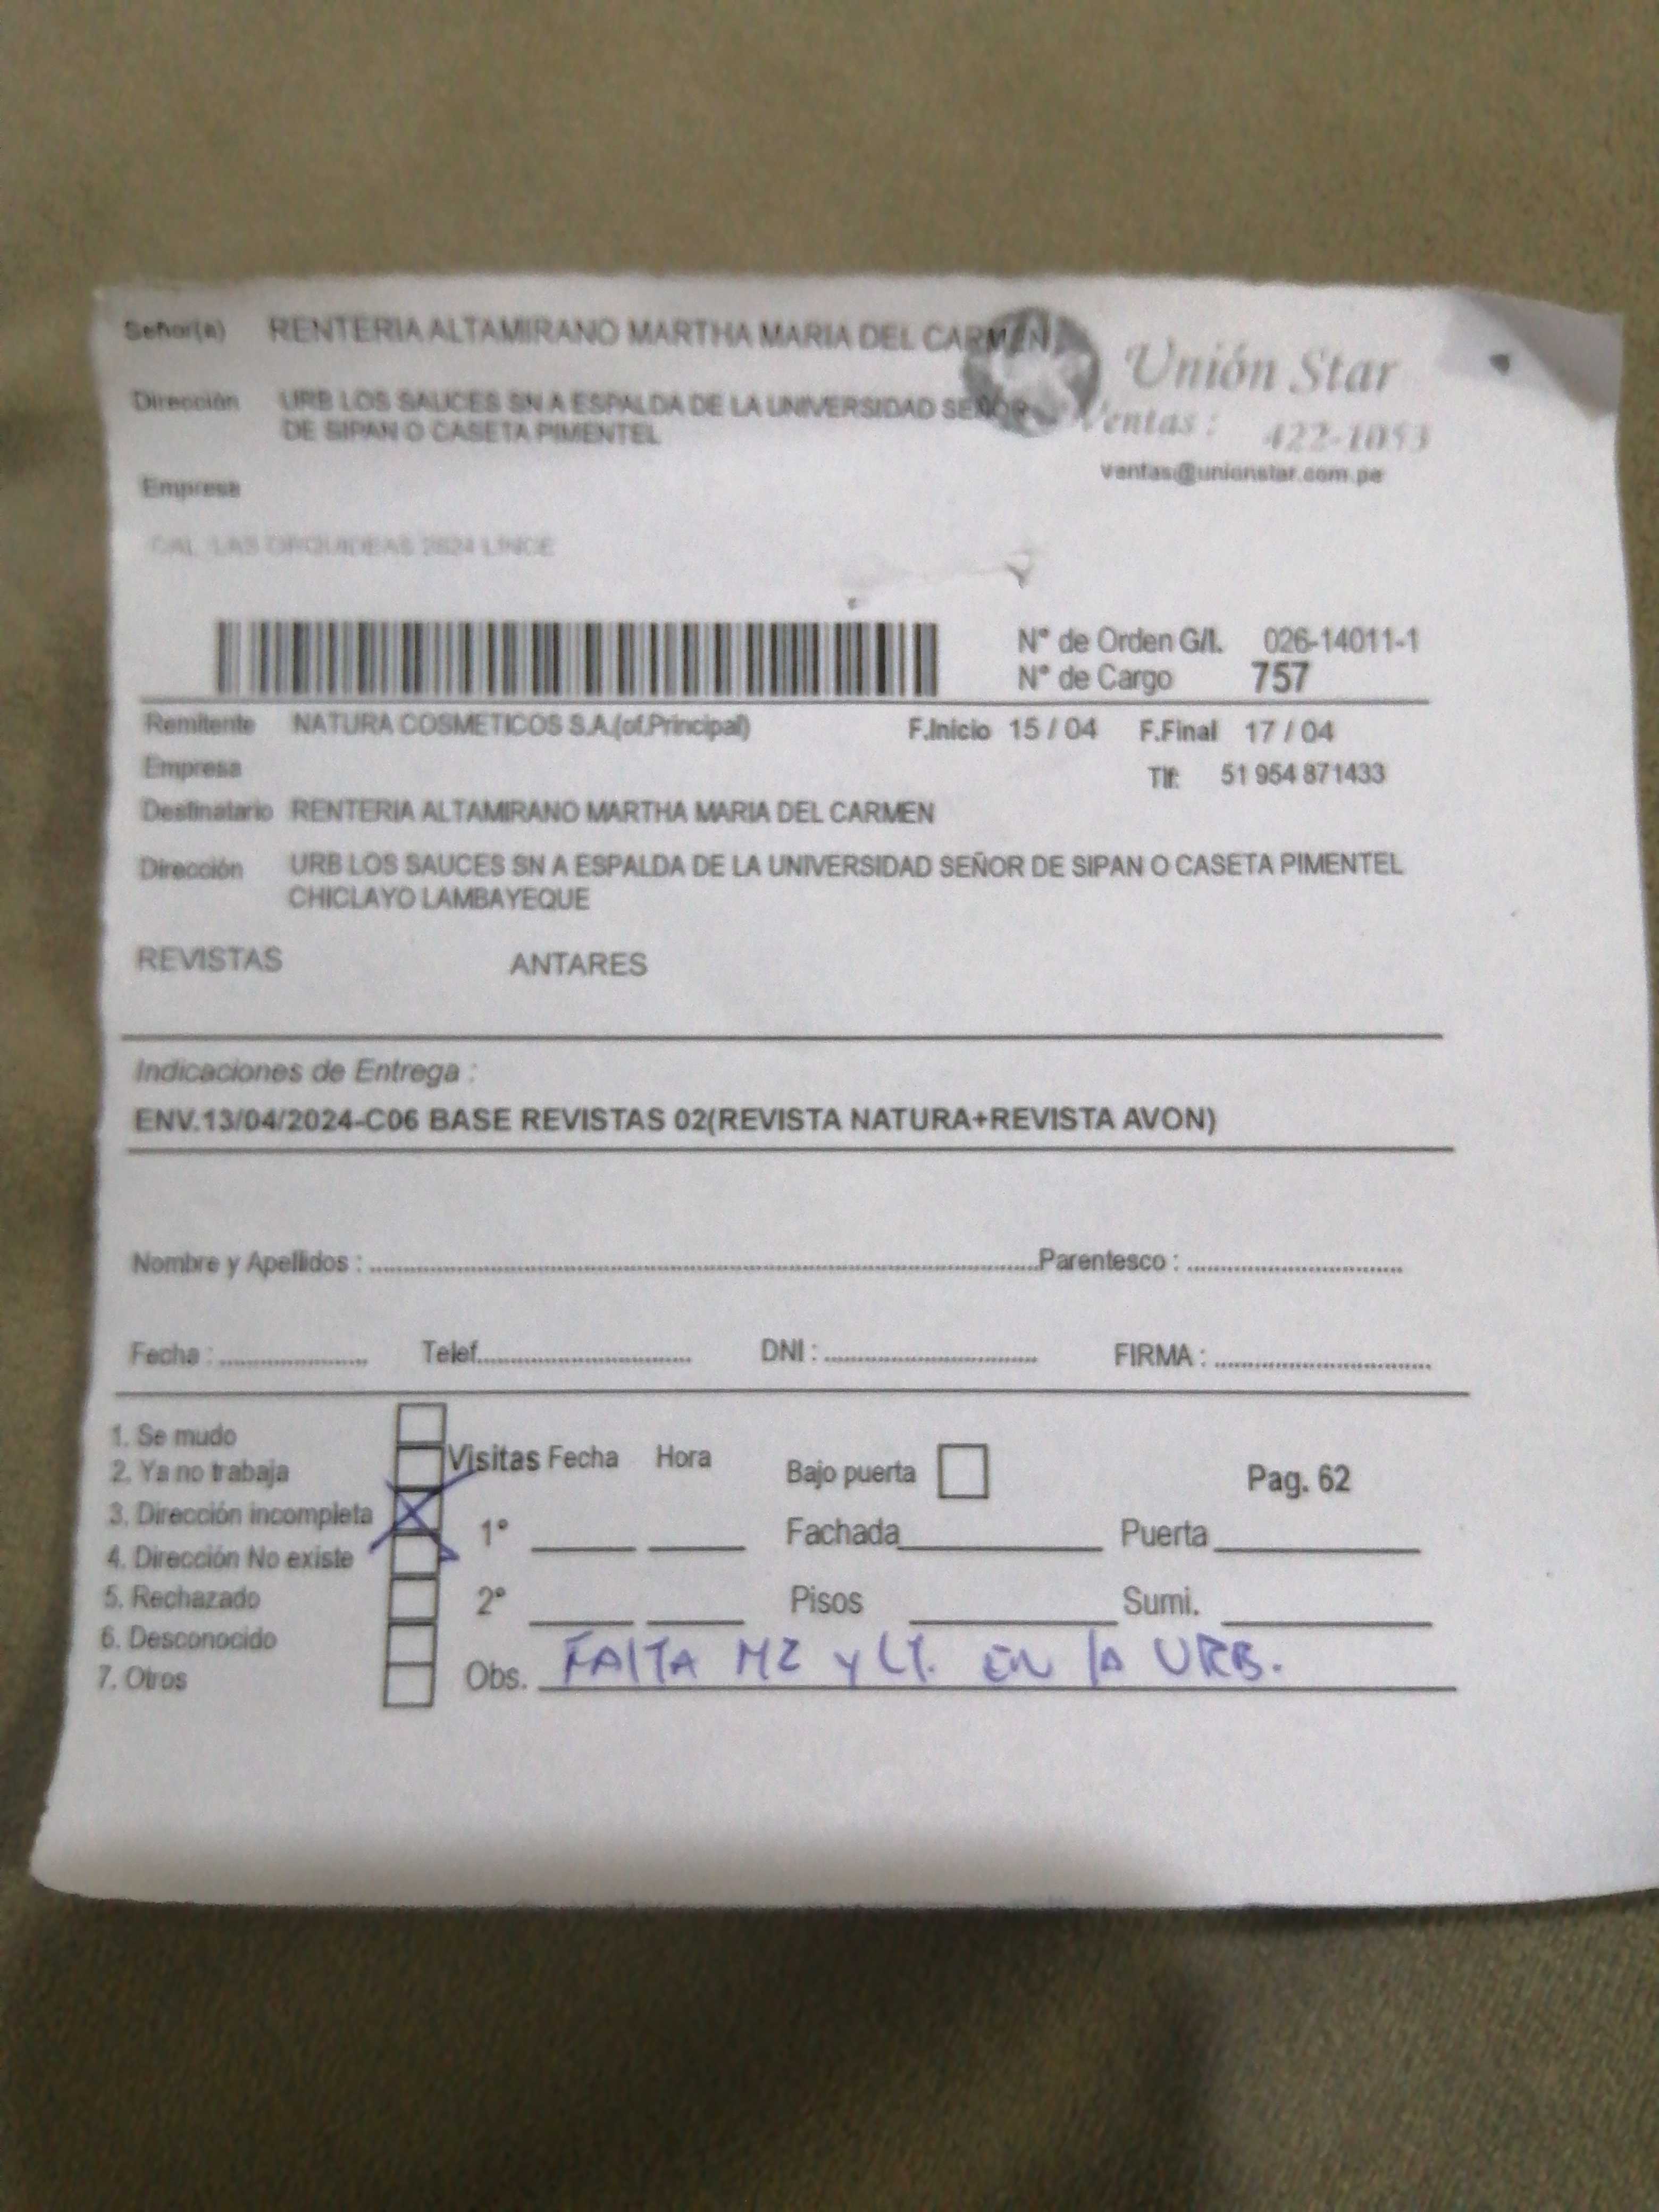 Señor(a) RENTERIA ALTAMIRANO MARTHA MARIA DEL CARMEN
Unión Star
Dirección URB LOS SAUCES SN A ESPALDA DE LA UNIVERSIDAD SEÑOR
DE SIPAN O CASETA PIMENTEL
Ventas: 422-1053
ventas@unionstar.com.pe
Empresa
CAL. LAS ORQUIDEAS 2624 LINCE
N° de Orden G/I. 026-14011-1
N° de Cargo 757
Remitente NATURA COSMETICOS S.A.(of.Principal) F.Inicio 15 / 04 F.Final 17 / 04
Empresa Tlf: 51 954 871433
Destinatario RENTERIA ALTAMIRANO MARTHA MARIA DEL CARMEN
Dirección URB LOS SAUCES SN A ESPALDA DE LA UNIVERSIDAD SEÑOR DE SIPAN O CASETA PIMENTEL
CHICLAYO LAMBAYEQUE
REVISTAS ANTARES
Indicaciones de Entrega :
ENV.13/04/2024-C06 BASE REVISTAS 02(REVISTA NATURA+REVISTA AVON)
Nombre y Apellidos : Parentesco :
Fecha : Telef. DNI : FIRMA :
1. Se mudo
2. Ya no trabaja
3. Dirección incompleta
4. Dirección No existe
5. Rechazado
6. Desconocido
7. Otros
Visitas Fecha Hora Bajo puerta Pag. 62
1° Fachada Puerta
2° Pisos Sumi.
Obs. FALTA MZ y LT. EN LA URB.